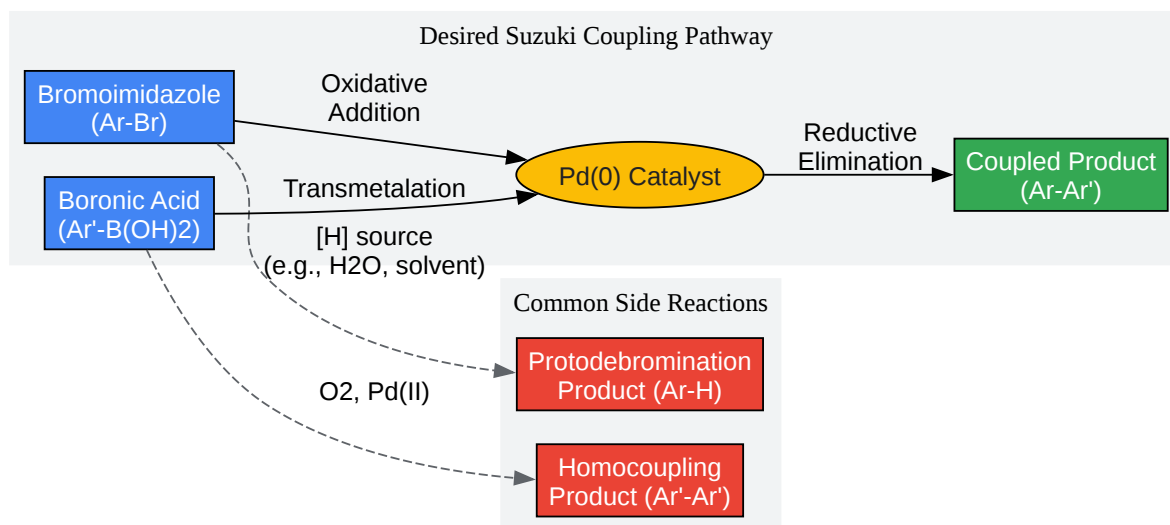 Desired Suzuki Coupling Pathway
Bromoimidazole
(Ar-Br)
Oxidative
Addition
Boronic Acid
(Ar'-B(OH)2)
Transmetalation
Pd(0) Catalyst
Reductive
Elimination
Coupled Product
(Ar-Ar')
[H] source
(e.g., H2O, solvent)
Common Side Reactions
Protodebromination
Product (Ar-H)
O2, Pd(II)
Homocoupling
Product (Ar'-Ar')